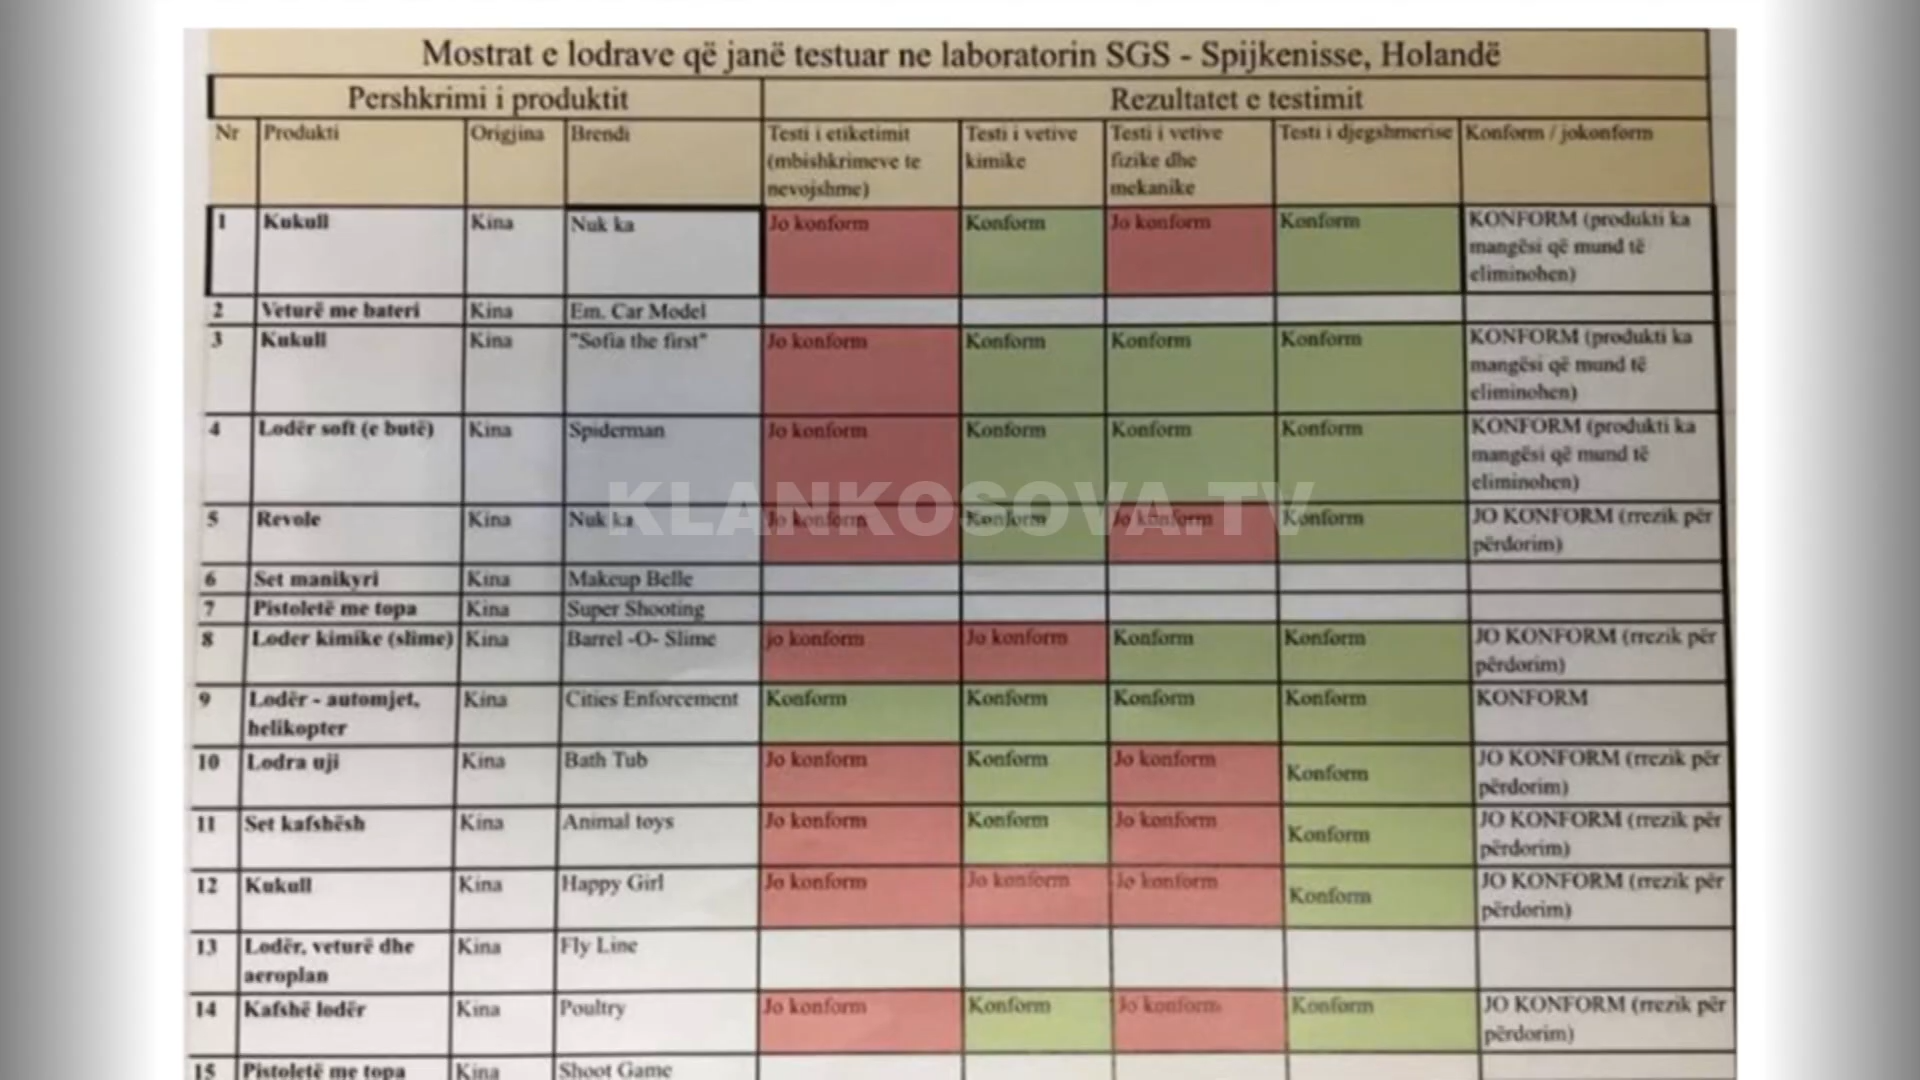 Mostrat e lodrave që janë testuar ne laboratorin SGS - Spijkenisse, Holandë
Pershkrimi i produktit Rezultatet e testimit
Nr Produkti Origjina Brendi Testi i etiketimit (mbishkrimeve te nevojshme) Testi i vetive kimike Testi i vetive fizike dhe mekanike Testi i djegshmerise Konform / jokonform
1 Kukull Kina Nuk ka Jo konform Konform Jo konform Konform KONFORM (produkti ka mangësi që mund të eliminohen)
2 Veturë me bateri Kina Em. Car Model
3 Kukull Kina "Sofia the first" Jo konform Konform Konform Konform KONFORM (produkti ka mangësi që mund të eliminohen)
4 Lodër soft (e butë) Kina Spiderman Jo konform Konform Konform Konform KONFORM (produkti ka mangësi që mund të eliminohen)
KLANKOSOVA.TV
5 Revole Kina Nuk ka Jo konform Konform Jo konform Konform JO KONFORM (rrezik për përdorim)
6 Set manikyri Kina Makeup Belle
7 Pistoletë me topa Kina Super Shooting
8 Loder kimike (slime) Kina Barrel -O- Slime jo konform Jo konform Konform Konform JO KONFORM (rrezik për përdorim)
9 Lodër - automjet, helikopter Kina Cities Enforcement Konform Konform Konform Konform KONFORM
10 Lodra uji Kina Bath Tub Jo konform Konform Jo konform Konform JO KONFORM (rrezik për përdorim)
11 Set kafshësh Kina Animal toys Jo konform Konform Jo konform Konform JO KONFORM (rrezik për përdorim)
12 Kukull Kina Happy Girl Jo konform Jo konform Jo konform Konform JO KONFORM (rrezik për përdorim)
13 Lodër, veturë dhe aeroplan Kina Fly Line
14 Kafshë lodër Kina Poultry Jo konform Konform Jo konform Konform JO KONFORM (rrezik për përdorim)
15 Pistoletë me topa Kina Shoot Game